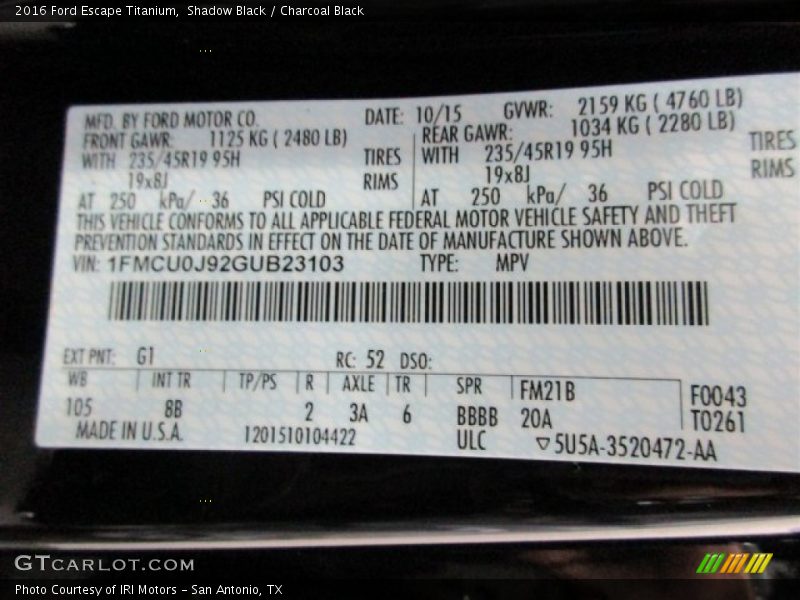 2016 Ford Escape Titanium, Shadow Black / Charcoal Black
MFD. BY FORD MOTOR CO. DATE: 10/15 GVWR: 2159 KG ( 4760 LB)
FRONT GAWR: 1125 KG ( 2480 LB) REAR GAWR: 1034 KG ( 2280 LB)
WITH 235/45R19 95H TIRES WITH 235/45R19 95H TIRES
19x8J RIMS 19x8J RIMS
AT 250 kPa/ 36 PSI COLD AT 250 kPa/ 36 PSI COLD
THIS VEHICLE CONFORMS TO ALL APPLICABLE FEDERAL MOTOR VEHICLE SAFETY AND THEFT
PREVENTION STANDARDS IN EFFECT ON THE DATE OF MANUFACTURE SHOWN ABOVE.
VIN: 1FMCU0J92GUB23103 TYPE: MPV
EXT PNT: G1 RC: 52 DSO:
WB INT TR TP/PS R AXLE TR SPR FM21B F0043
105 8B 2 3A 6 BBBB 20A T0261
MADE IN U.S.A. 1201510104422 ULC 5U5A-3520472-AA
GTCARLOT.COM
Photo Courtesy of IRI Motors - San Antonio, TX